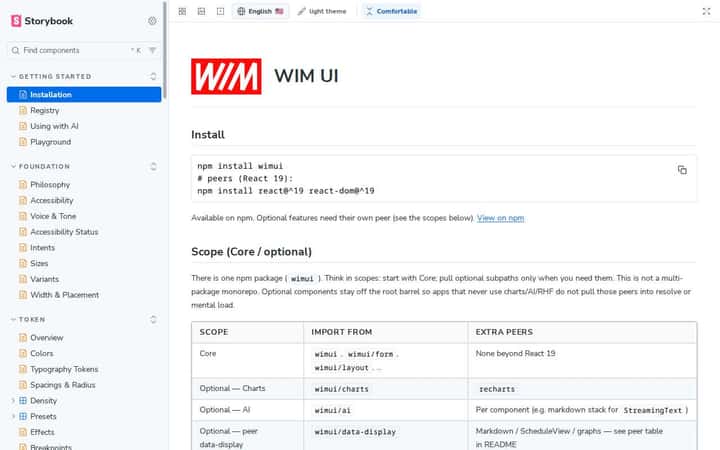 Storybook
Find components
^ K
GETTING STARTED
Installation
Registry
Using with AI
Playground
FOUNDATION
Philosophy
Accessibility
Voice & Tone
Accessibility Status
Intents
Sizes
Variants
Width & Placement
TOKEN
Overview
Colors
Typography Tokens
Spacings & Radius
Density
Presets
Effects
Breakpoints
English
light theme
Comfortable
WIM
WIM UI
Install
npm install wimui
# peers (React 19):
npm install react@^19 react-dom@^19
Available on npm. Optional features need their own peer (see the scopes below). View on npm
Scope (Core / optional)
There is one npm package ( wimui ). Think in scopes: start with Core; pull optional subpaths only when you need them. This is not a multi-
package monorepo. Optional components stay off the root barrel so apps that never use charts/AI/RHF do not pull those peers into resolve or
mental load.
SCOPE IMPORT FROM EXTRA PEERS
Core wimui , wimui/form , None beyond React 19
wimui/layout , …
Optional — Charts wimui/charts recharts
Optional — AI wimui/ai Per component (e.g. markdown stack for StreamingText )
Optional — peer wimui/data-display Markdown / ScheduleView / graphs — see peer table
data-display in README